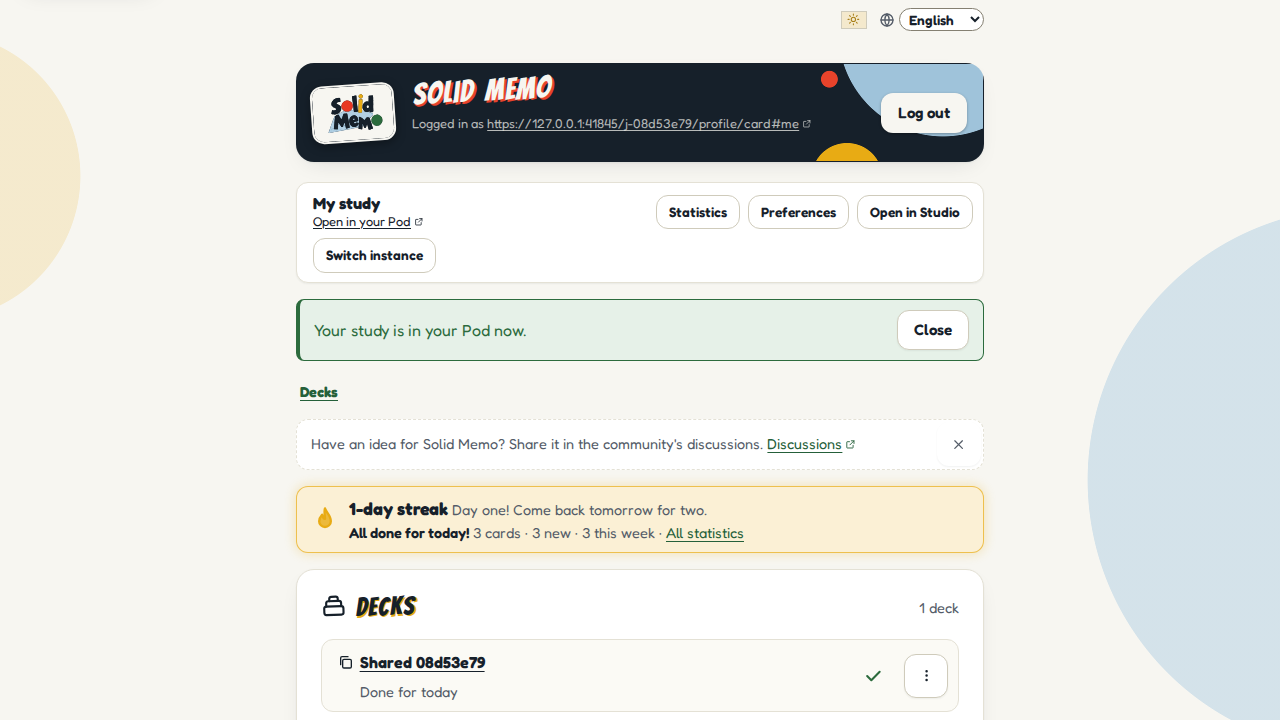 English
Solid Memo
SOLID MEMO
Logged in as https://127.0.0.1:41845/j-08d53e79/profile/card#me
Log out
My study
Open in your Pod
Statistics
Preferences
Open in Studio
Switch instance
Your study is in your Pod now.
Close
Decks
Have an idea for Solid Memo? Share it in the community's discussions. Discussions
1-day streak Day one! Come back tomorrow for two.
All done for today! 3 cards · 3 new · 3 this week · All statistics
DECKS
1 deck
Shared 08d53e79
Done for today